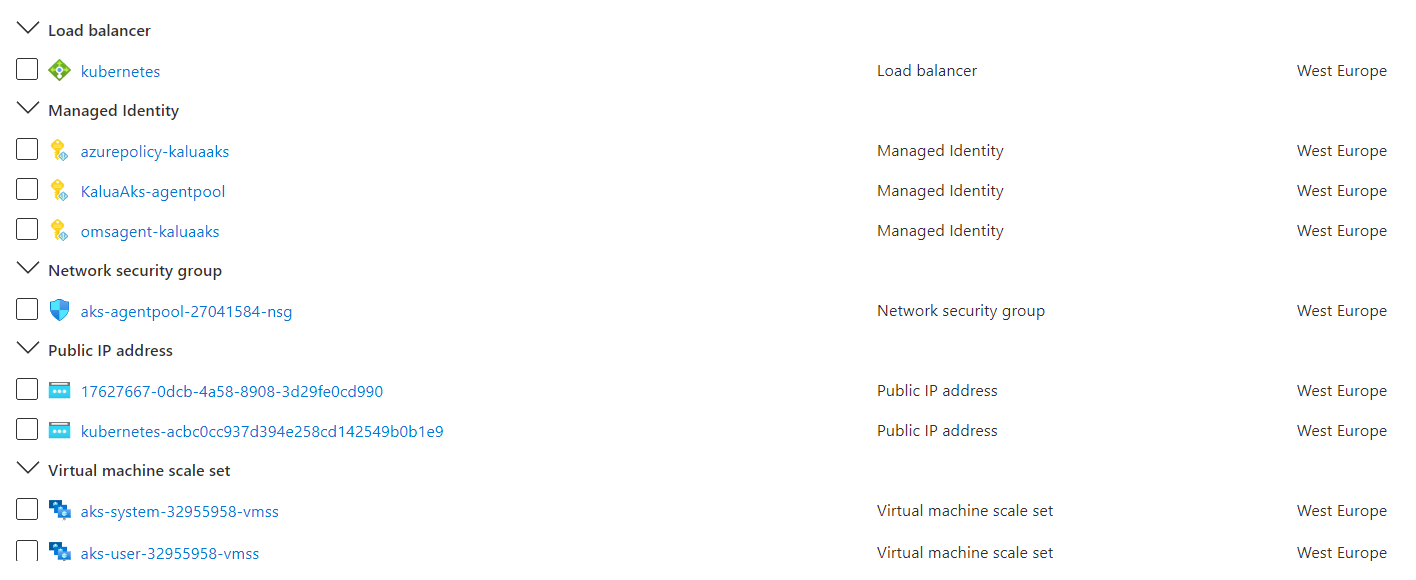 Load balancer
kubernetes Load balancer West Europe
Managed Identity
azurepolicy-kaluaaks Managed Identity West Europe
KaluaAks-agentpool Managed Identity West Europe
omsagent-kaluaaks Managed Identity West Europe
Network security group
aks-agentpool-27041584-nsg Network security group West Europe
Public IP address
17627667-0dcb-4a58-8908-3d29fe0cd990 Public IP address West Europe
kubernetes-acbc0cc937d394e258cd142549b0b1e9 Public IP address West Europe
Virtual machine scale set
aks-system-32955958-vmss Virtual machine scale set West Europe
aks-user-32955958-vmss Virtual machine scale set West Europe